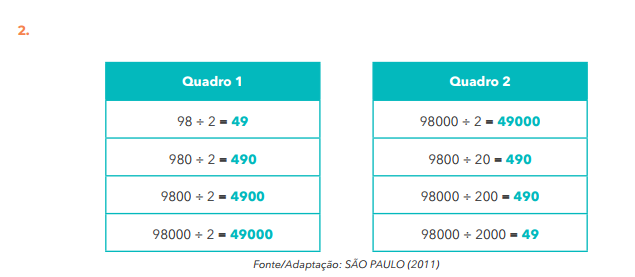 2.
Quadro 1
98 ÷ 2 = 49
980 ÷ 2 = 490
9800 ÷ 2 = 4900
98000 ÷ 2 = 49000
Quadro 2
98000 ÷ 2 = 49000
9800 ÷ 20 = 490
98000 ÷ 200 = 490
98000 ÷ 2000 = 49
Fonte/Adaptação: SÃO PAULO (2011)